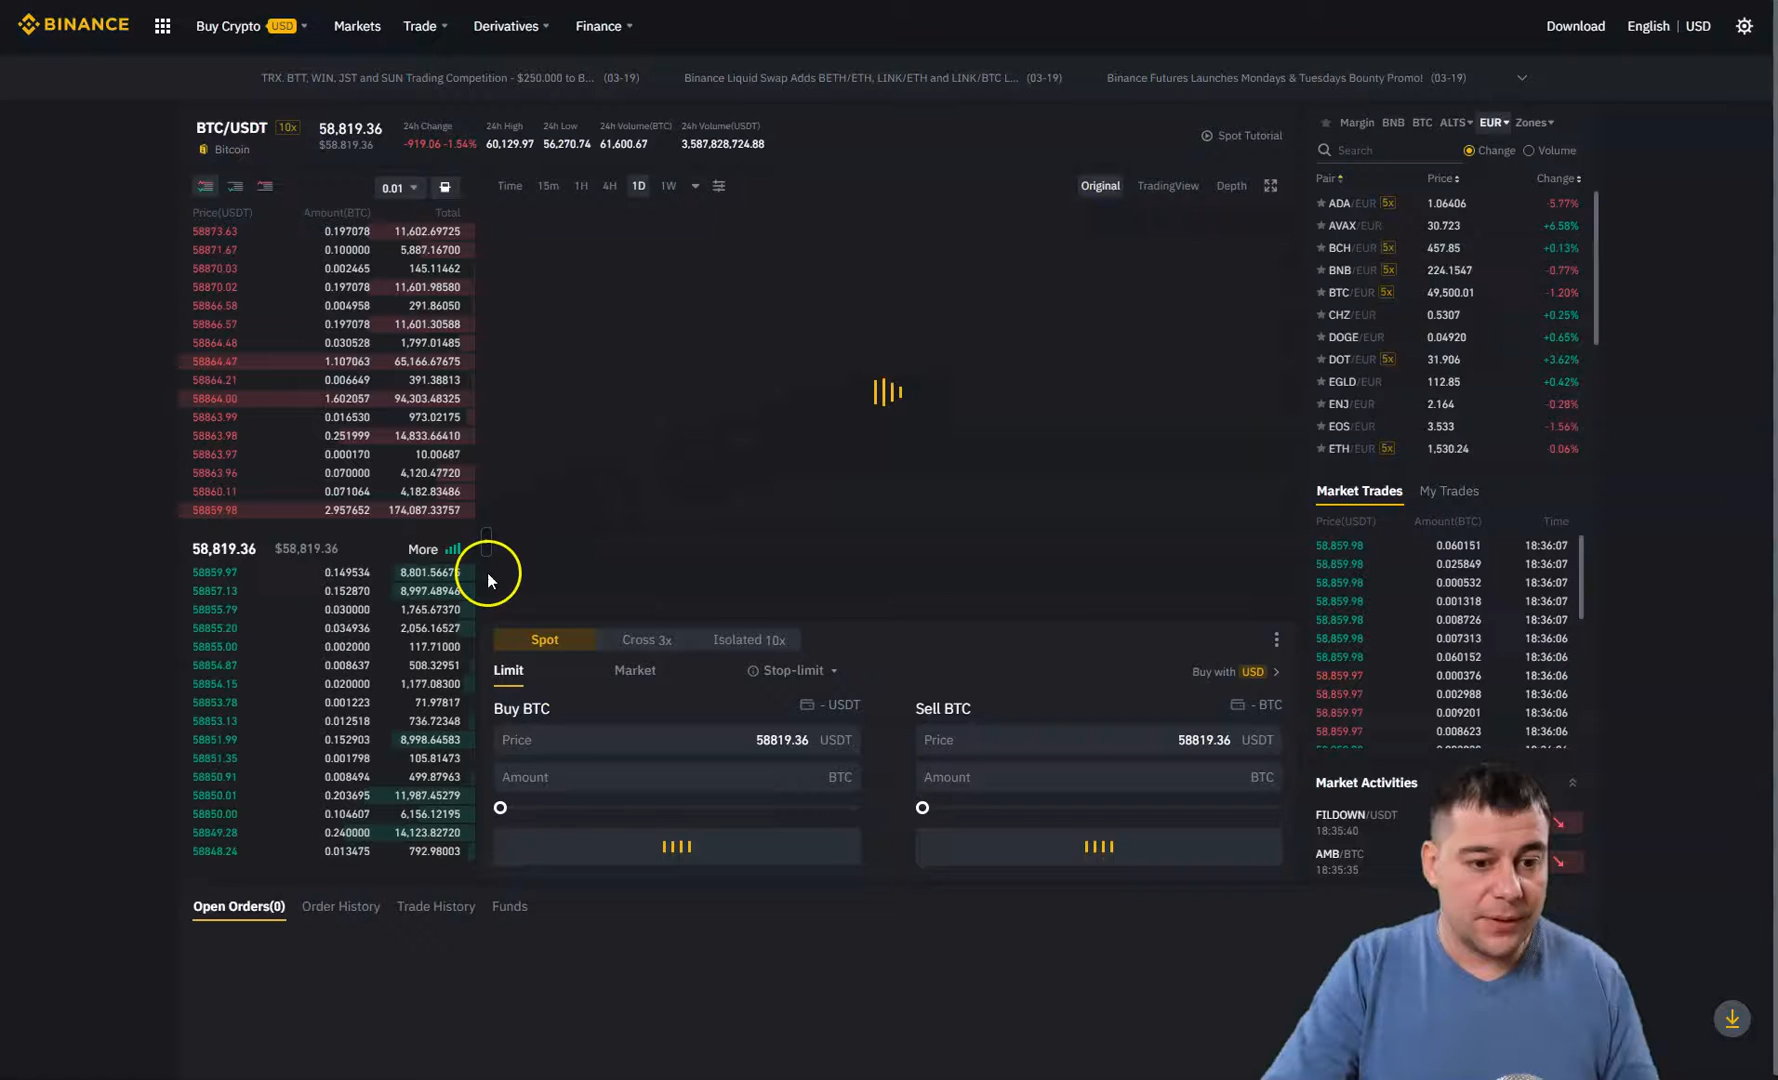 BINANCE Buy Crypto USD Markets Trade Derivatives Finance Download English USD
TRX, BTT, WIN, JST and SUN Trading Competition - $250,000 to B... (03-19) Binance Liquid Swap Adds BETH/ETH, LINK/ETH and LINK/BTC L... (03-19) Binance Futures Launches Mondays & Tuesdays Bounty Promo! (03-19)
BTC/USDT 10x
Bitcoin
58,819.36
$58,819.36
24h Change
-919.06 -1.54%
24h High
60,129.97
24h Low
56,270.74
24h Volume(BTC)
61,600.67
24h Volume(USDT)
3,587,828,724.88
Spot Tutorial
0.01
Price(USDT) Amount(BTC) Total
58873.63 0.197078 11,602.69725
58871.67 0.100000 5,887.16700
58870.03 0.002465 145.11462
58870.02 0.197078 11,601.98580
58866.58 0.004958 291.86050
58866.57 0.197078 11,601.30588
58864.48 0.030528 1,797.01485
58864.47 1.107063 65,166.67675
58864.21 0.006649 391.38813
58864.00 1.602057 94,303.48325
58863.99 0.016530 973.02175
58863.98 0.251999 14,833.66410
58863.97 0.000170 10.00687
58863.96 0.070000 4,120.47720
58860.11 0.071064 4,182.83486
58859.98 2.957652 174,087.33757
58,819.36 $58,819.36 More
58859.97 0.149534 8,801.56675
58857.13 0.152870 8,997.48946
58855.79 0.030000 1,765.67370
58855.20 0.034936 2,056.16527
58855.00 0.002000 117.71000
58854.87 0.008637 508.32951
58854.15 0.020000 1,177.08300
58853.78 0.001223 71.97817
58853.13 0.012518 736.72348
58851.99 0.152903 8,998.64583
58851.35 0.001798 105.81473
58850.91 0.008494 499.87963
58850.01 0.203695 11,987.45279
58850.00 0.104607 6,156.12195
58849.28 0.240000 14,123.82720
58848.24 0.013475 792.98003
Time 15m 1H 4H 1D 1W Original TradingView Depth
Spot Cross 3x Isolated 10x
Limit Market Stop-limit Buy with USD
Buy BTC - USDT
Price 58819.36 USDT
Amount BTC
Sell BTC - BTC
Price 58819.36 USDT
Amount BTC
Margin BNB BTC ALTS EUR Zones
Search Change Volume
Pair Price Change
ADA/EUR 5x 1.06406 -5.77%
AVAX/EUR 30.723 +6.58%
BCH/EUR 5x 457.85 +0.13%
BNB/EUR 5x 224.1547 -0.77%
BTC/EUR 5x 49,500.01 -1.20%
CHZ/EUR 0.5307 +0.25%
DOGE/EUR 0.04920 +0.65%
DOT/EUR 5x 31.906 +3.62%
EGLD/EUR 112.85 +0.42%
ENJ/EUR 2.164 -0.28%
EOS/EUR 3.533 -1.56%
ETH/EUR 5x 1,530.24 -0.06%
Market Trades My Trades
Price(USDT) Amount(BTC) Time
58,859.98 0.060151 18:36:07
58,859.98 0.025849 18:36:07
58,859.98 0.000532 18:36:07
58,859.98 0.001318 18:36:07
58,859.98 0.008726 18:36:07
58,859.98 0.007313 18:36:06
58,859.98 0.060152 18:36:06
58,859.97 0.000376 18:36:06
58,859.97 0.002988 18:36:06
58,859.97 0.009201 18:36:06
58,859.97 0.008623 18:36:06
Market Activities
FILDOWN/USDT
18:35:40
AMB/BTC
18:35:35
Open Orders(0) Order History Trade History Funds